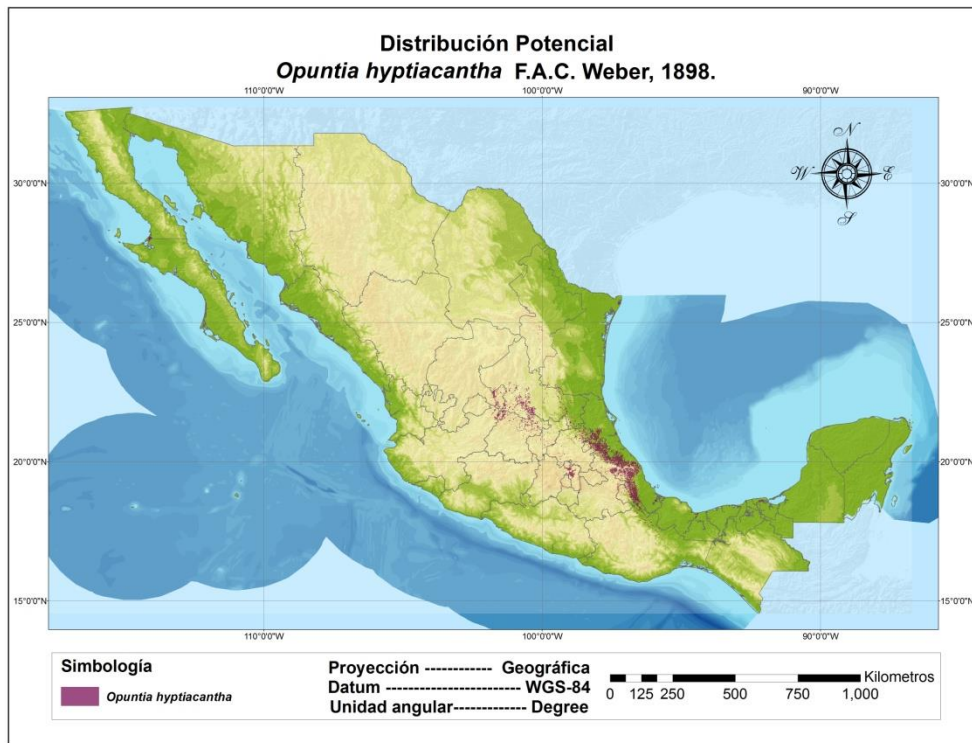 Distribución Potencial
Opuntia hyptiacantha F.A.C. Weber, 1898.
110°0'0"W 100°0'0"W 90°0'0"W
N
W E
S
30°0'0"N 30°0'0"N
25°0'0"N 25°0'0"N
20°0'0"N 20°0'0"N
15°0'0"N 15°0'0"N
110°0'0"W 100°0'0"W 90°0'0"W
Simbología
Opuntia hyptiacantha
Proyección ------------ Geográfica
Datum ------------------- WGS-84
Unidad angular------------- Degree
Kilometros
0 125 250 500 750 1,000